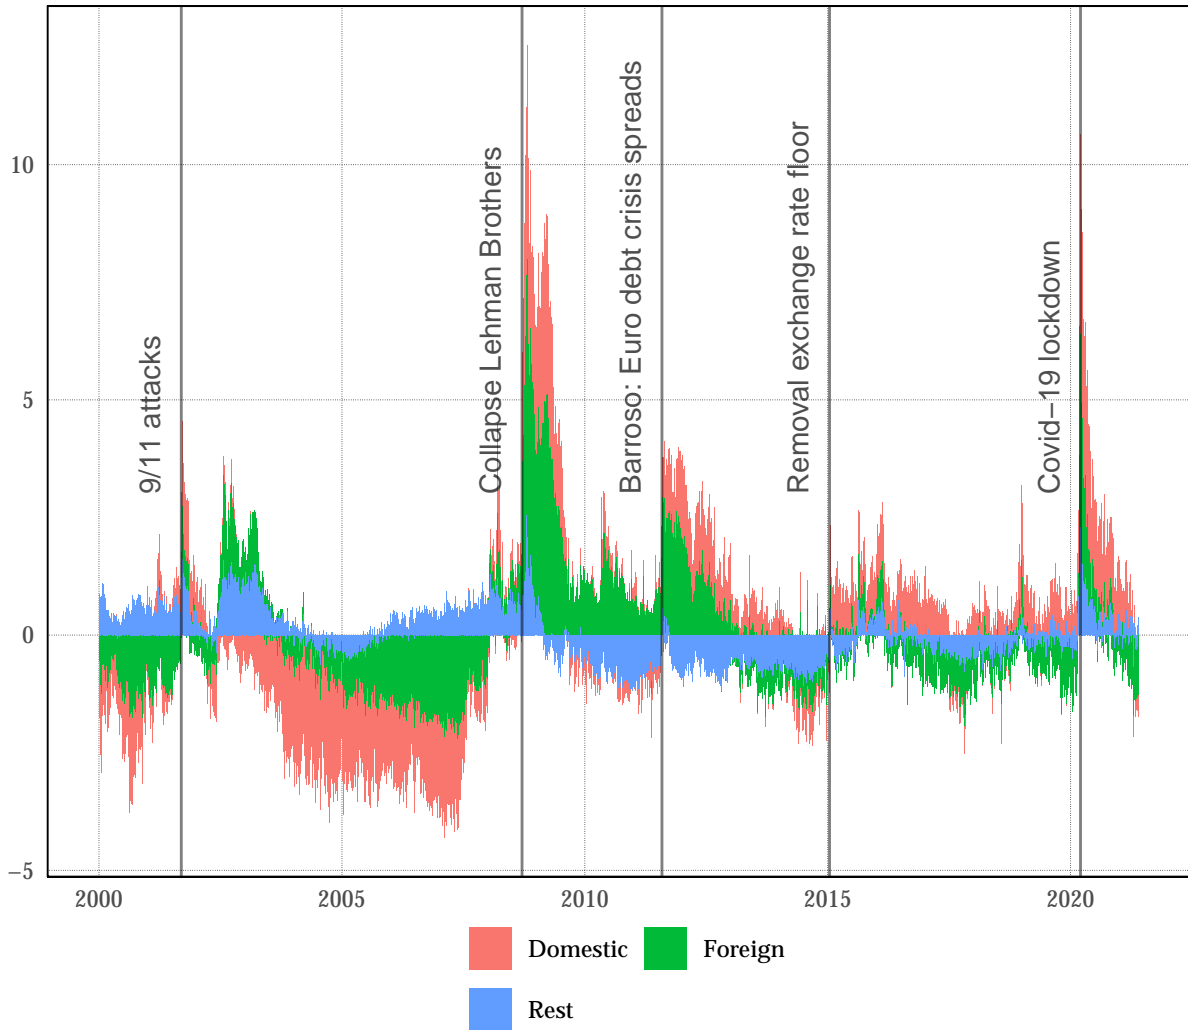 10
5
0
−5
9/11 attacks
Collapse Lehman Brothers
Barroso: Euro debt crisis spreads
Removal exchange rate floor
Covid−19 lockdown
2000
2005
2010
2015
2020
Domestic
Foreign
Rest